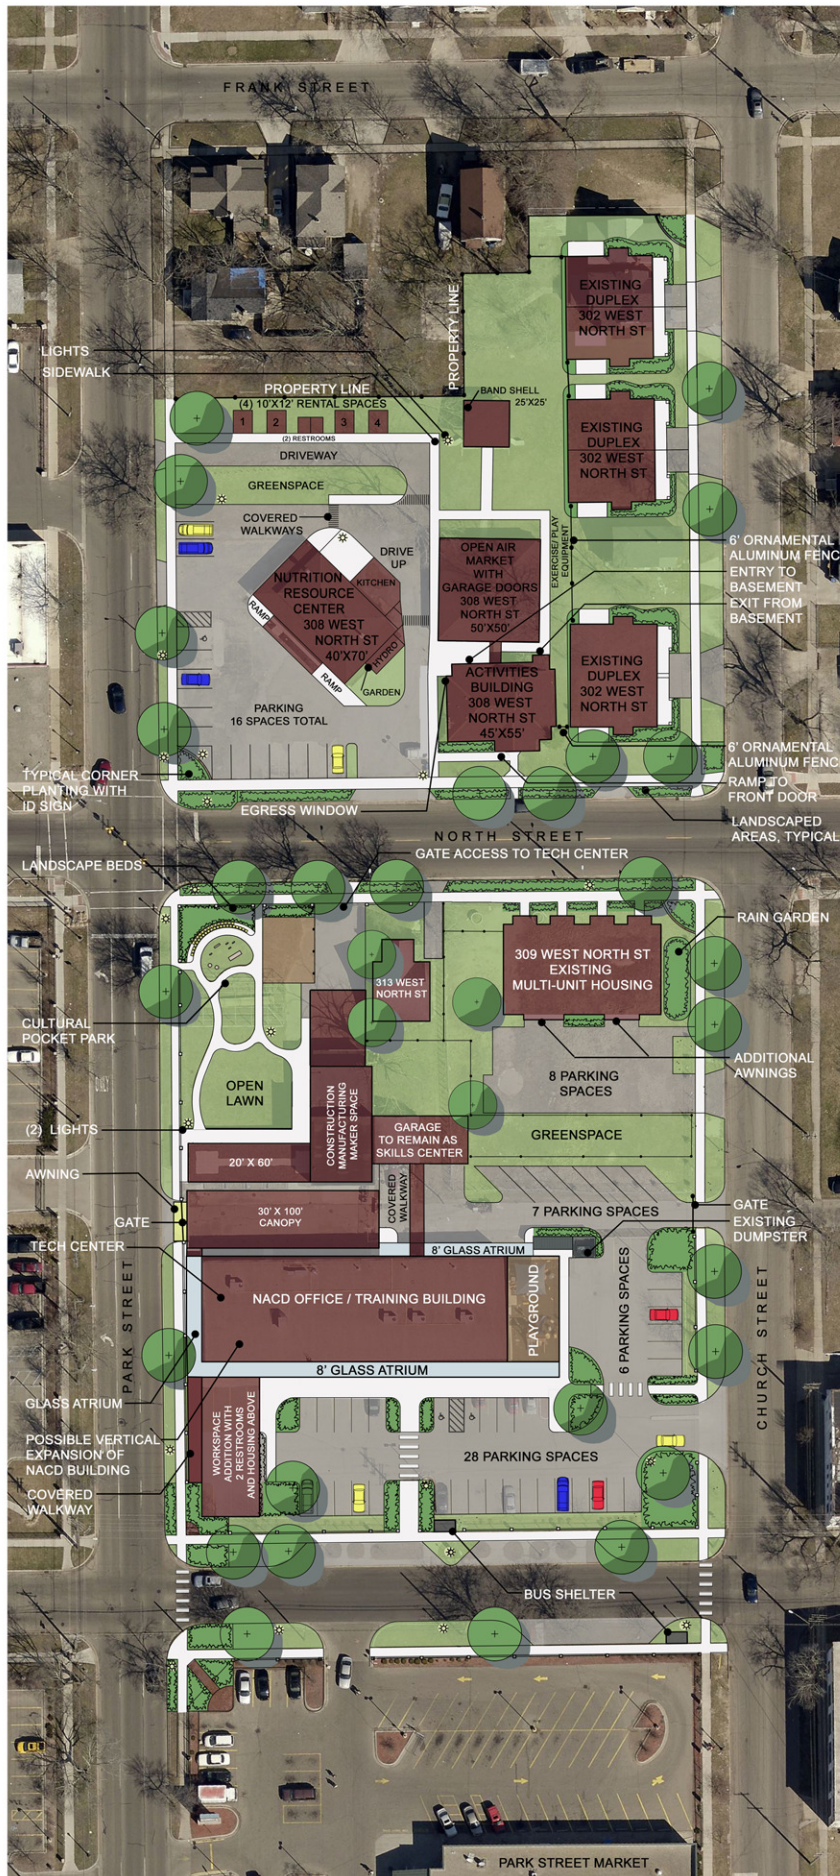 FRANK STREET
EXISTING
DUPLEX
302 WEST
NORTH ST
PROPERTY LINE
LIGHTS
SIDEWALK
PROPERTY LINE
(4) 10'X12' RENTAL SPACES
BAND SHELL
25'X25'
1
2
3
4
(2) RESTROOMS
DRIVEWAY
GREENSPACE
EXISTING
DUPLEX
302 WEST
NORTH ST
COVERED
WALKWAYS
DRIVE
UP
OPEN AIR
MARKET
WITH
GARAGE DOORS
308 WEST
NORTH ST
50'X50'
EXERCISE/ PLAY
EQUIPMENT
6' ORNAMENTAL
ALUMINUM FENC
ENTRY TO
BASEMENT
EXIT FROM
BASEMENT
NUTRITION
RESOURCE
CENTER
308 WEST
NORTH ST
40'X70'
KITCHEN
HYDRO
RAMP
RAMP
GARDEN
ACTIVITIES
BUILDING
308 WEST
NORTH ST
45'X55'
EXISTING
DUPLEX
302 WEST
NORTH ST
PARKING
16 SPACES TOTAL
6' ORNAMENTAL
ALUMINUM FENC
RAMP TO
FRONT DOOR
TYPICAL CORNER
PLANTING WITH
ID SIGN
EGRESS WINDOW
LANDSCAPED
AREAS, TYPICAL
NORTH STREET
GATE ACCESS TO TECH CENTER
LANDSCAPE BEDS
RAIN GARDEN
309 WEST NORTH ST
EXISTING
MULTI-UNIT HOUSING
313 WEST
NORTH ST
CULTURAL
POCKET PARK
ADDITIONAL
AWNINGS
8 PARKING
SPACES
OPEN
LAWN
CONSTRUCTION
MANUFACTURING
MAKER SPACE
GARAGE
TO REMAIN AS
SKILLS CENTER
GREENSPACE
(2) LIGHTS
20' X 60'
AWNING
COVERED
WALKWAY
30' X 100'
CANOPY
7 PARKING SPACES
GATE
EXISTING
DUMPSTER
GATE
TECH CENTER
8' GLASS ATRIUM
NACD OFFICE / TRAINING BUILDING
PLAYGROUND
6 PARKING SPACES
PARK STREET
CHURCH STREET
8' GLASS ATRIUM
GLASS ATRIUM
POSSIBLE VERTICAL
EXPANSION OF
NACD BUILDING
WORKSPACE
ADDITION WITH
2 RESTROOMS
AND HOUSING ABOVE
28 PARKING SPACES
COVERED
WALKWAY
BUS SHELTER
PARK STREET MARKET